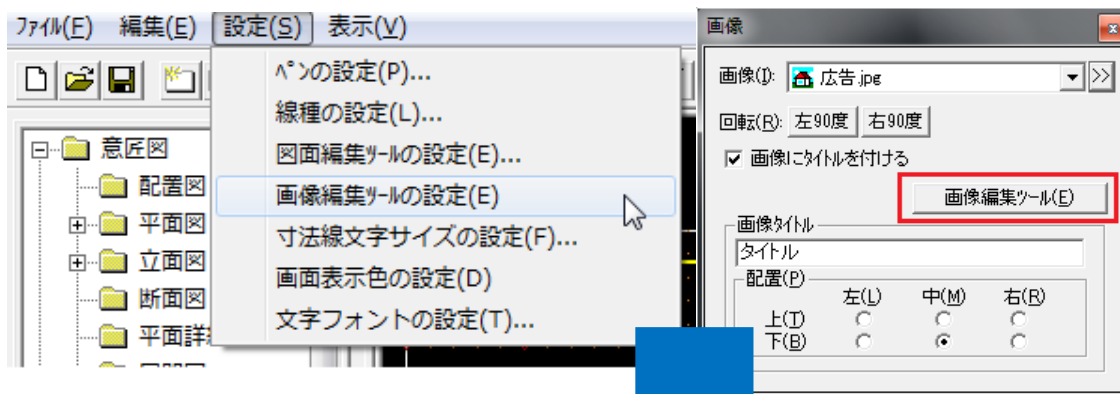 ﾌｧｲﾙ(F) 編集(E) 設定(S) 表示(V)
ﾍﾟﾝの設定(P)...
線種の設定(L)...
図面編集ﾂｰﾙの設定(E)...
画像編集ﾂｰﾙの設定(E)
寸法線文字サイズの設定(F)...
画面表示色の設定(D)
文字フォントの設定(T)...
意匠図
配置図
平面図
立面図
断面図
平面詳
画像
画像(I): 広告.jpg >>
回転(R): 左90度 右90度
画像にﾀｲﾄﾙを付ける
画像編集ツール(E)
画像ﾀｲﾄﾙ
タイトル
配置(P)
左(L) 中(M) 右(R)
上(T)
下(B)